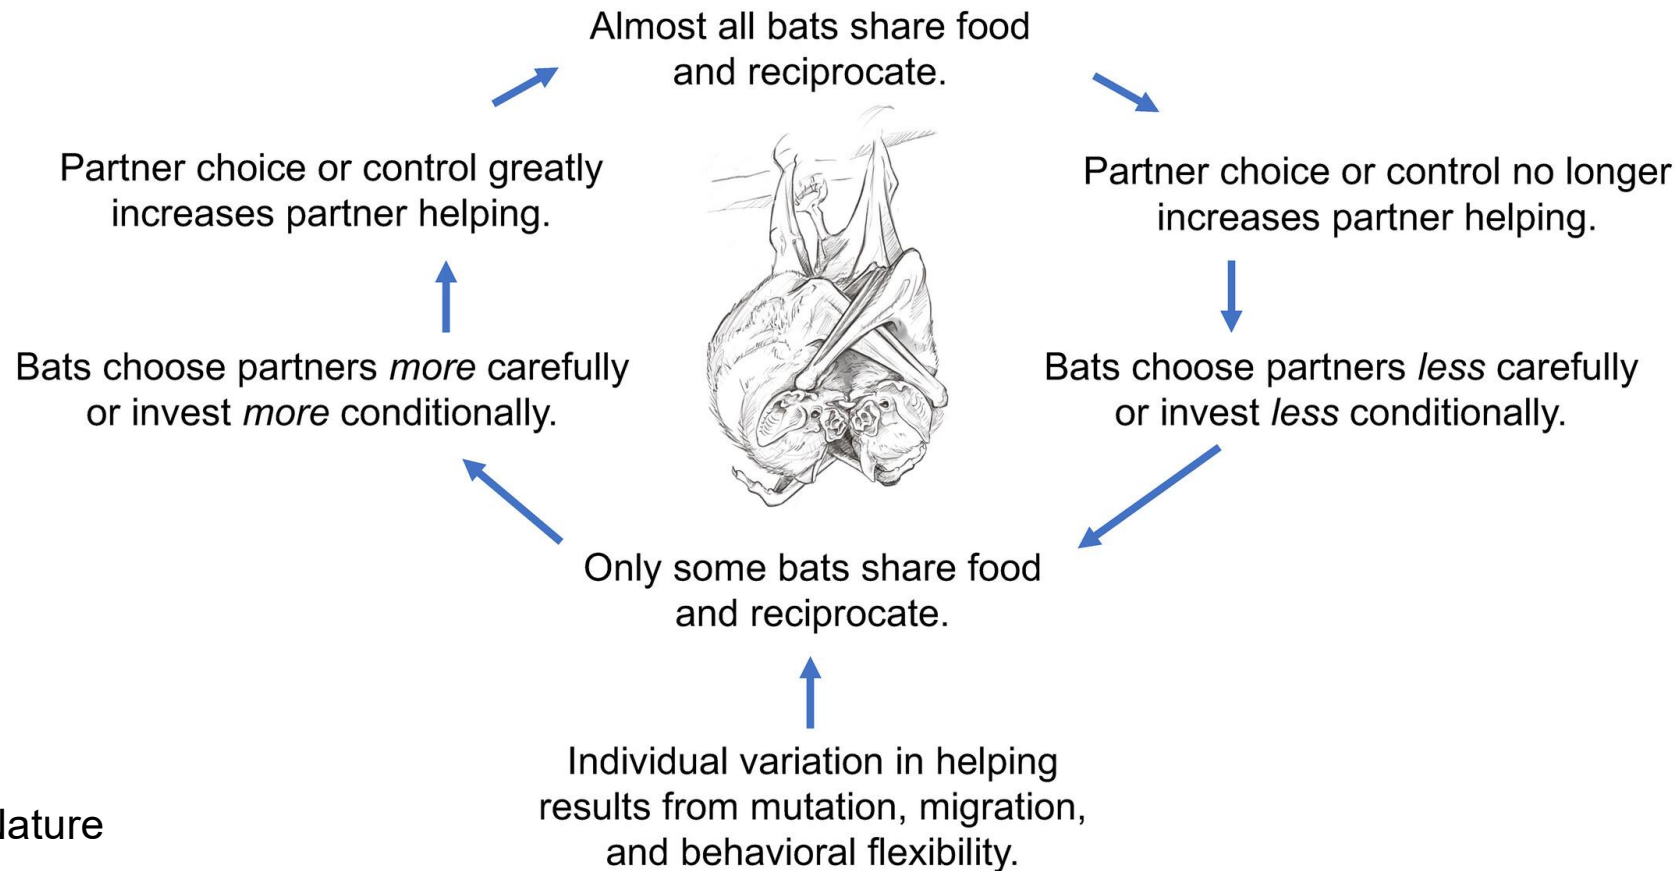 Almost all bats share food
and reciprocate.
Partner choice or control greatly
increases partner helping.
Partner choice or control no longer
increases partner helping.
Bats choose partners more carefully
or invest more conditionally.
Bats choose partners less carefully
or invest less conditionally.
Only some bats share food
and reciprocate.
Individual variation in helping
results from mutation, migration,
and behavioral flexibility.